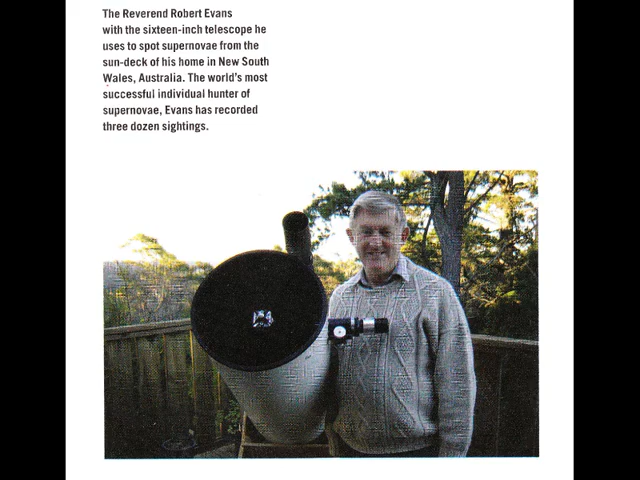 The Reverend Robert Evans
with the sixteen-inch telescope he
uses to spot supernovae from the
sun-deck of his home in New South
Wales, Australia. The world's most
successful individual hunter of
supernovae, Evans has recorded
three dozen sightings.